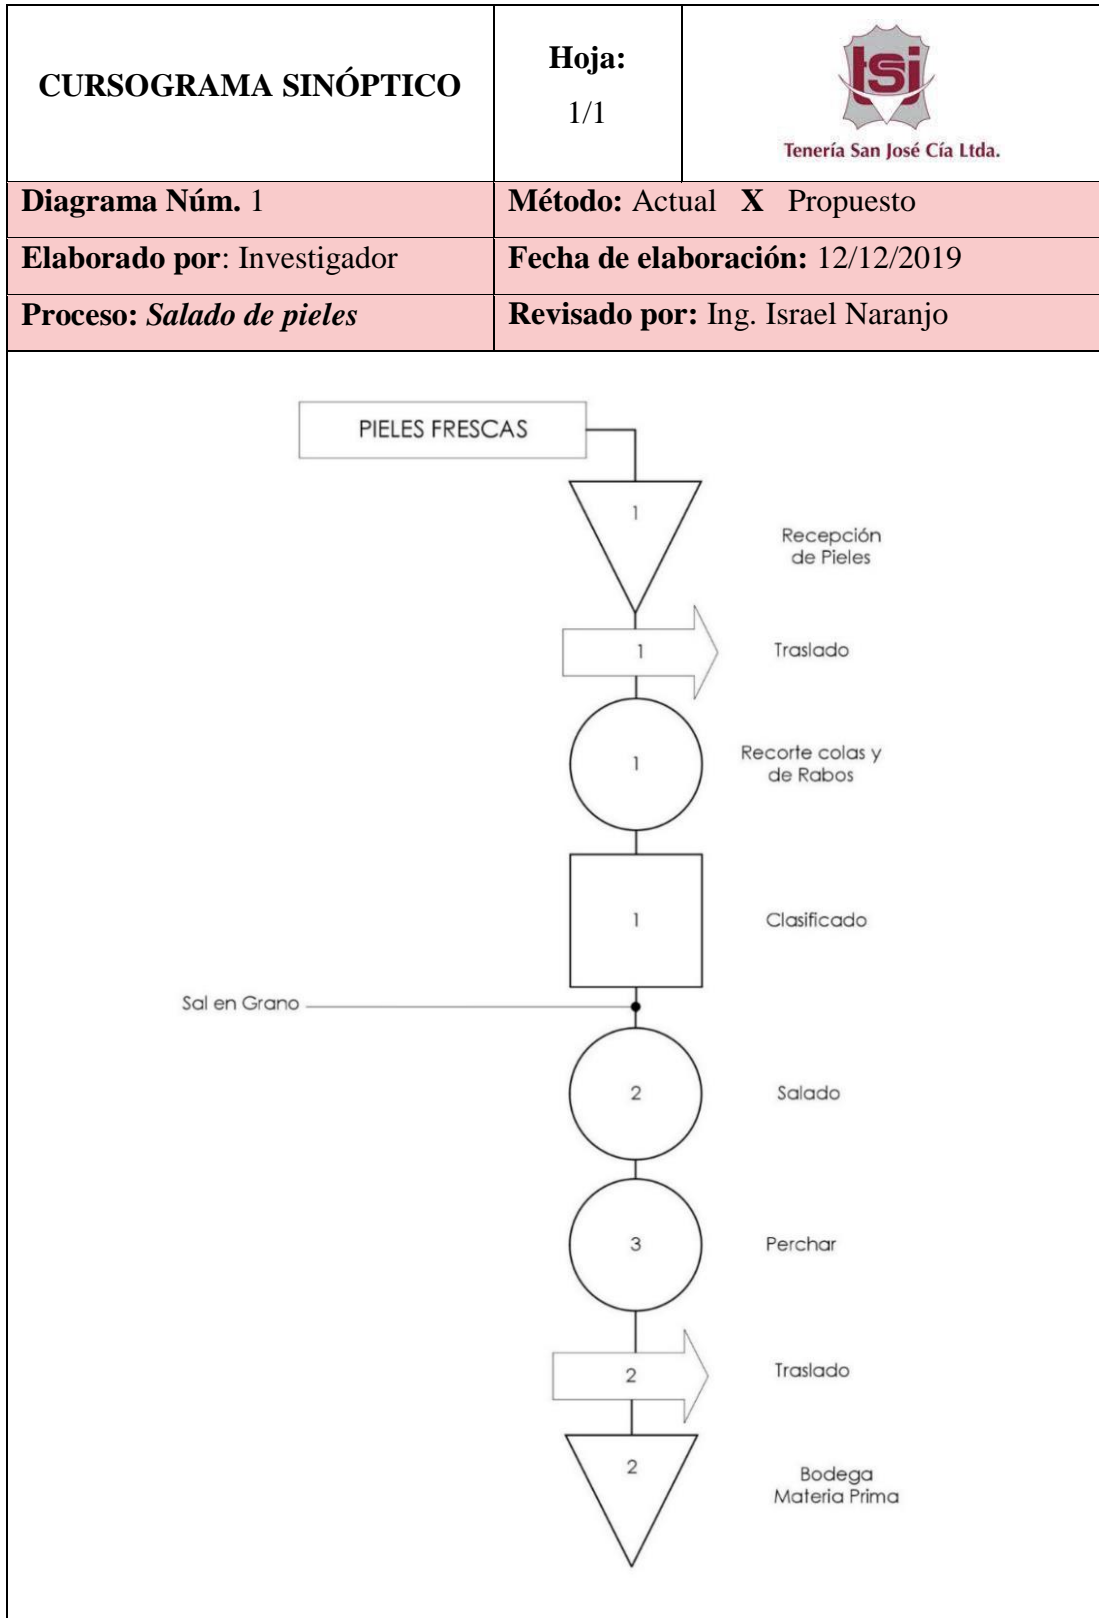 CURSOGRAMA SINÓPTICO
Hoja:
1/1
tsj
Tenería San José Cía Ltda.
Diagrama Núm. 1
Método: Actual X Propuesto
Elaborado por: Investigador
Fecha de elaboración: 12/12/2019
Proceso: Salado de pieles
Revisado por: Ing. Israel Naranjo
PIELES FRESCAS
1
Recepción
de Pieles
1
Traslado
1
Recorte colas y
de Rabos
1
Clasificado
Sal en Grano
2
Salado
3
Perchar
2
Traslado
2
Bodega
Materia Prima